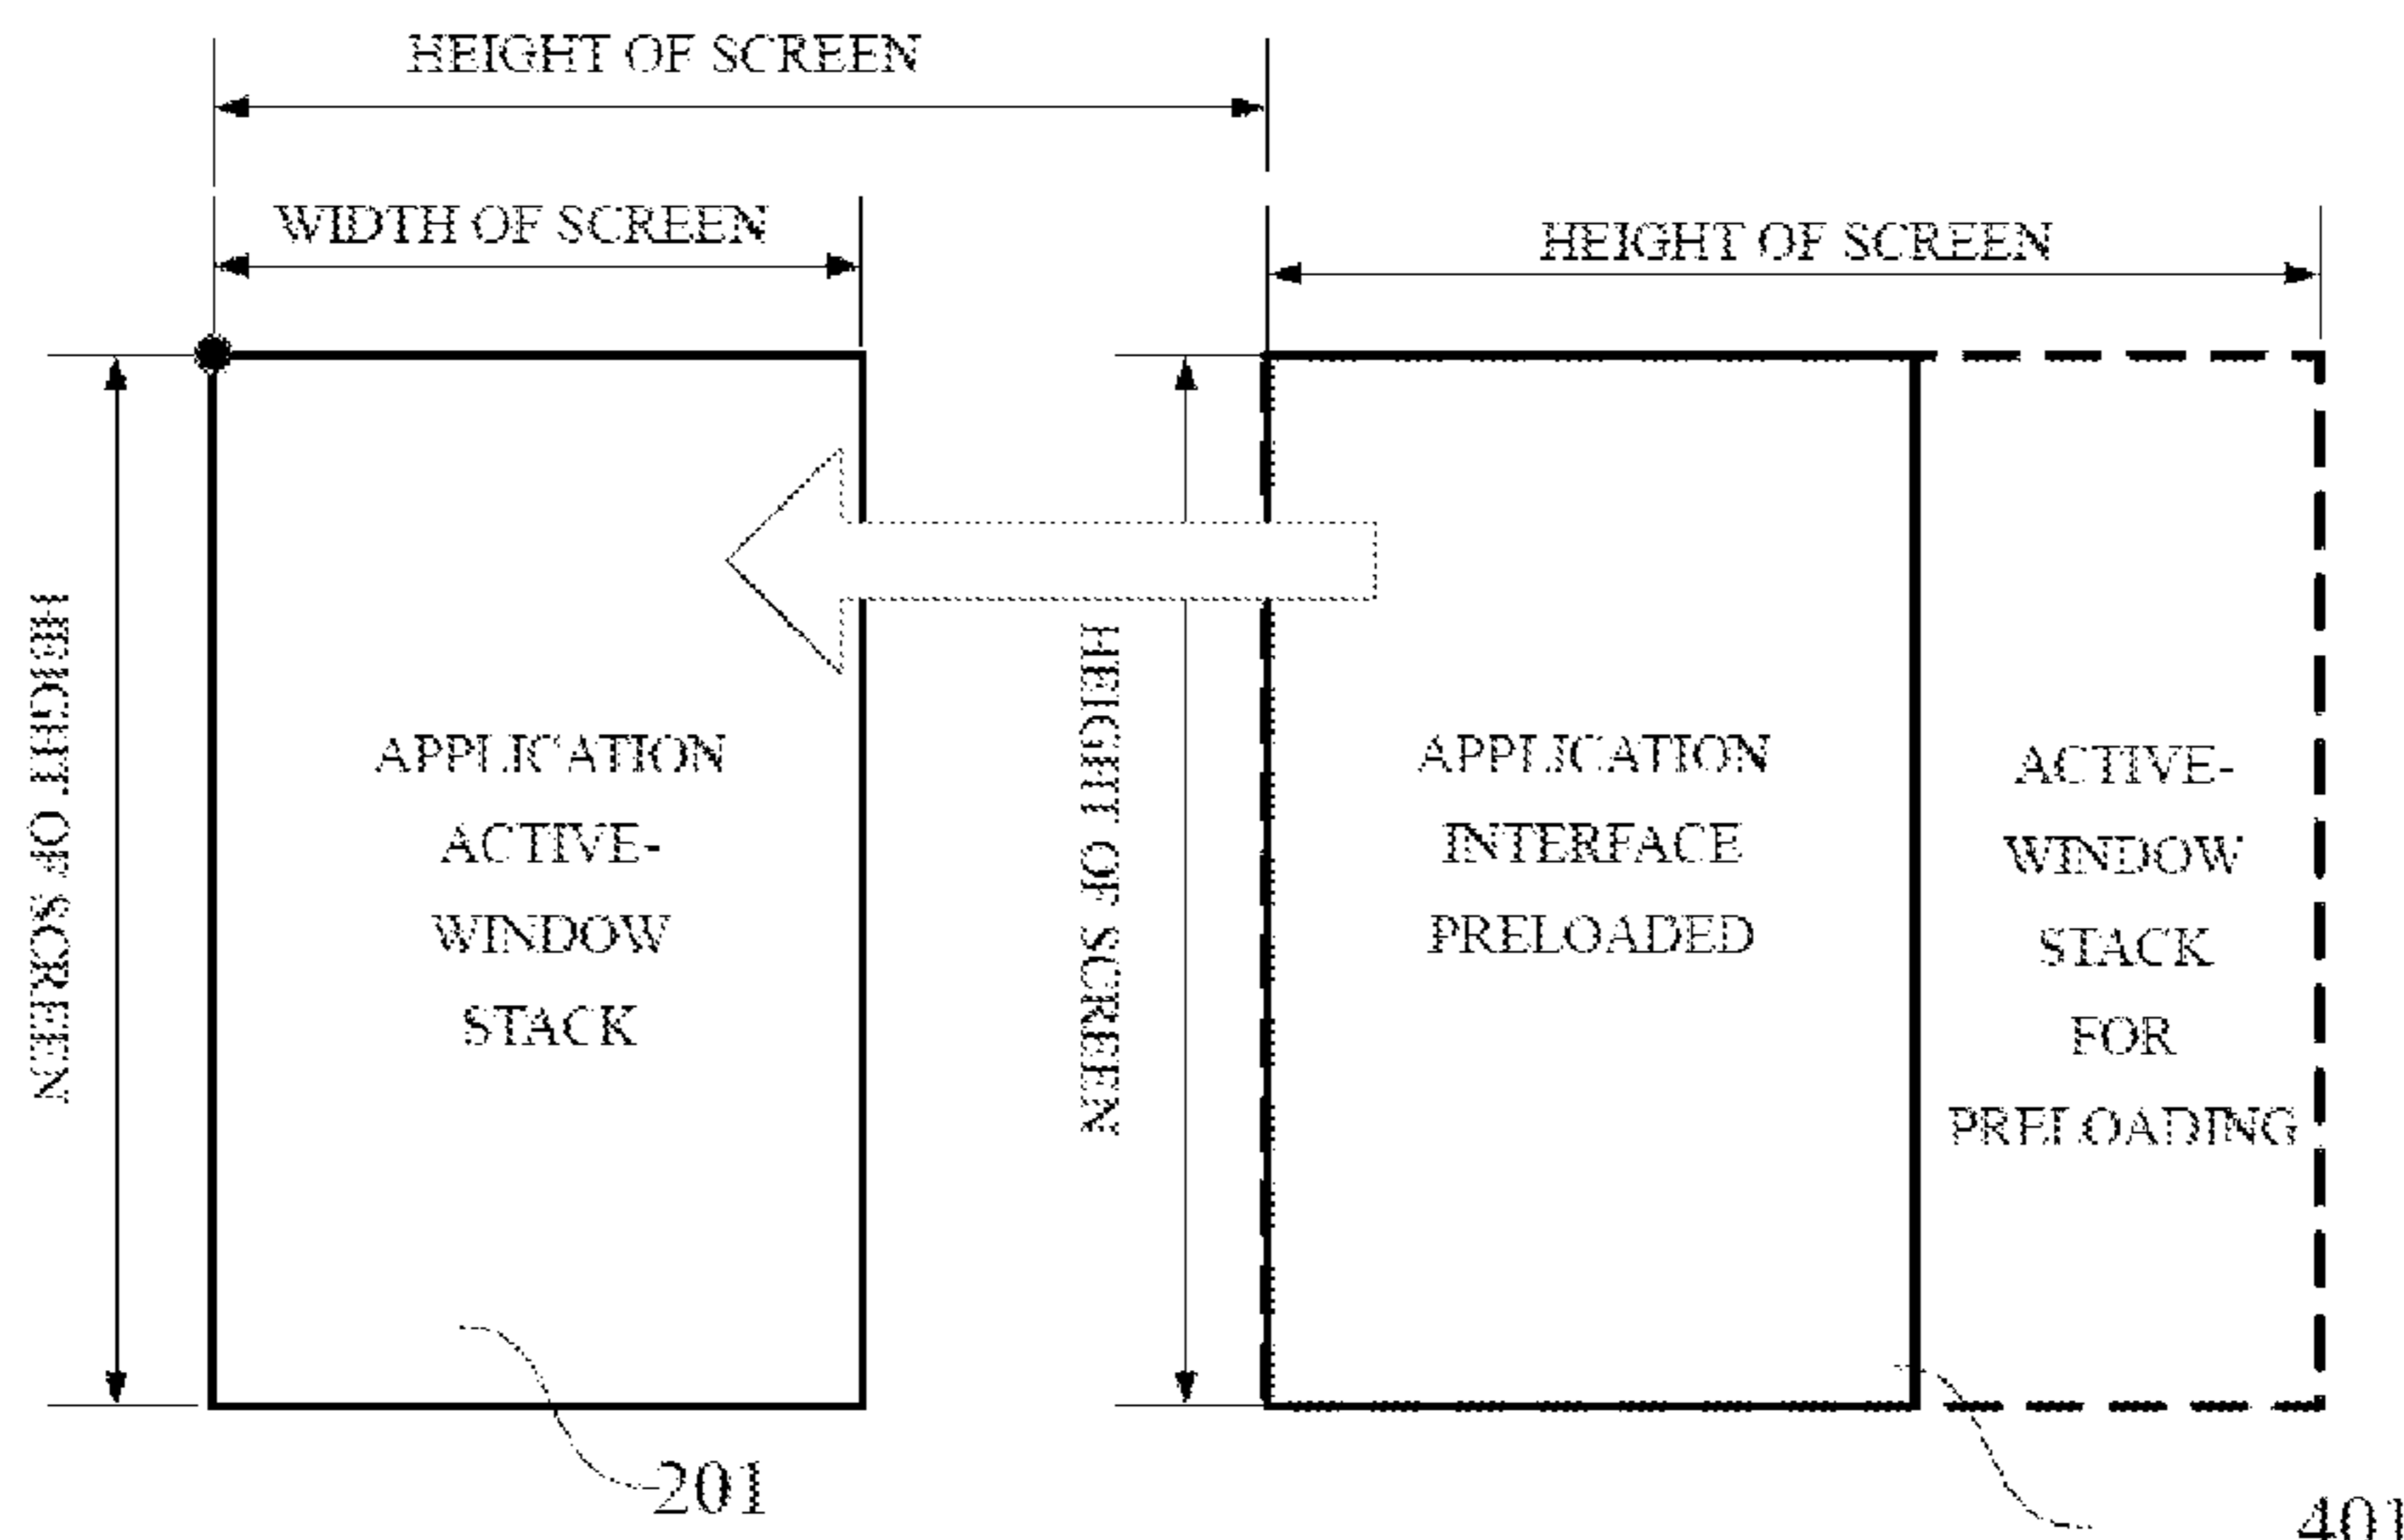 HEIGHT OF SCREEN
WIDTH OF SCREEN
HEIGHT OF SCREEN
HEIGHT OF SCREEN
APPLICATION
ACTIVE-
WINDOW
STACK
HEIGHT OF SCREEN
APPLICATION
INTERFACE
PRELOADED
ACTIVE-
WINDOW
STACK
FOR
PRELOADING
201
401